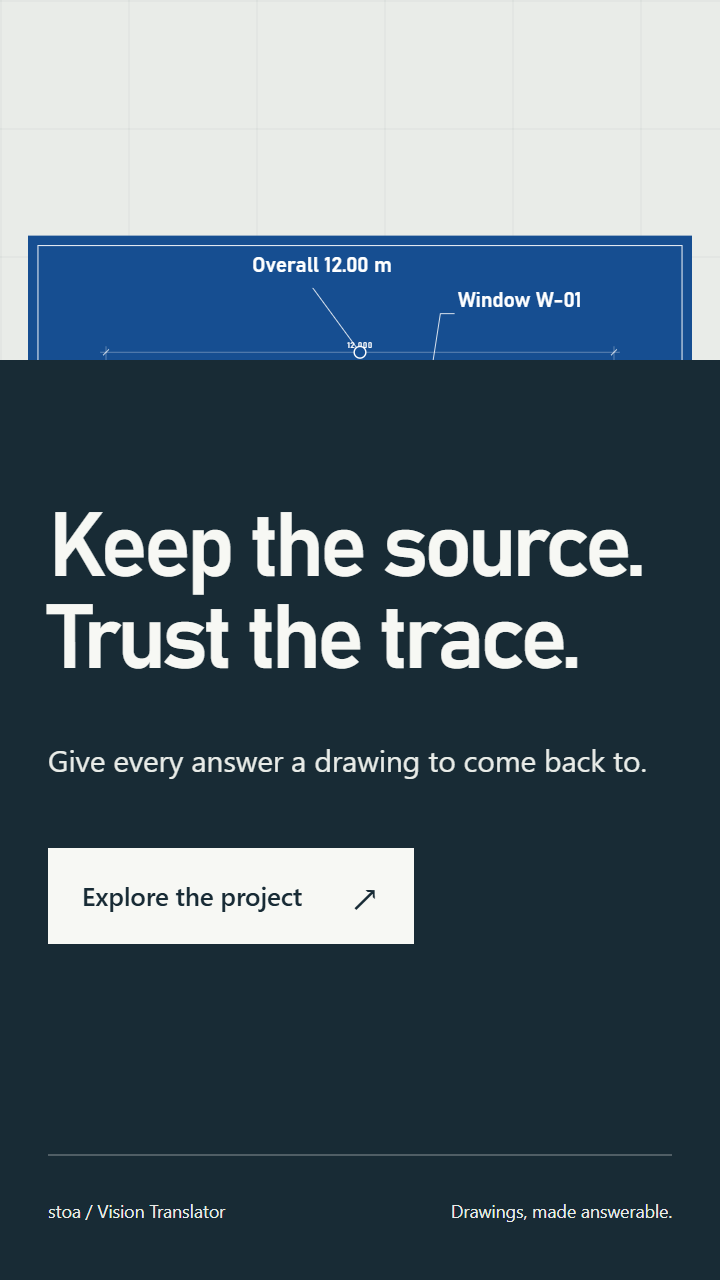 Overall 12.00 m
Window W-01
12.000
Keep the source.
Trust the trace.
Give every answer a drawing to come back to.
Explore the project
stoa / Vision Translator
Drawings, made answerable.